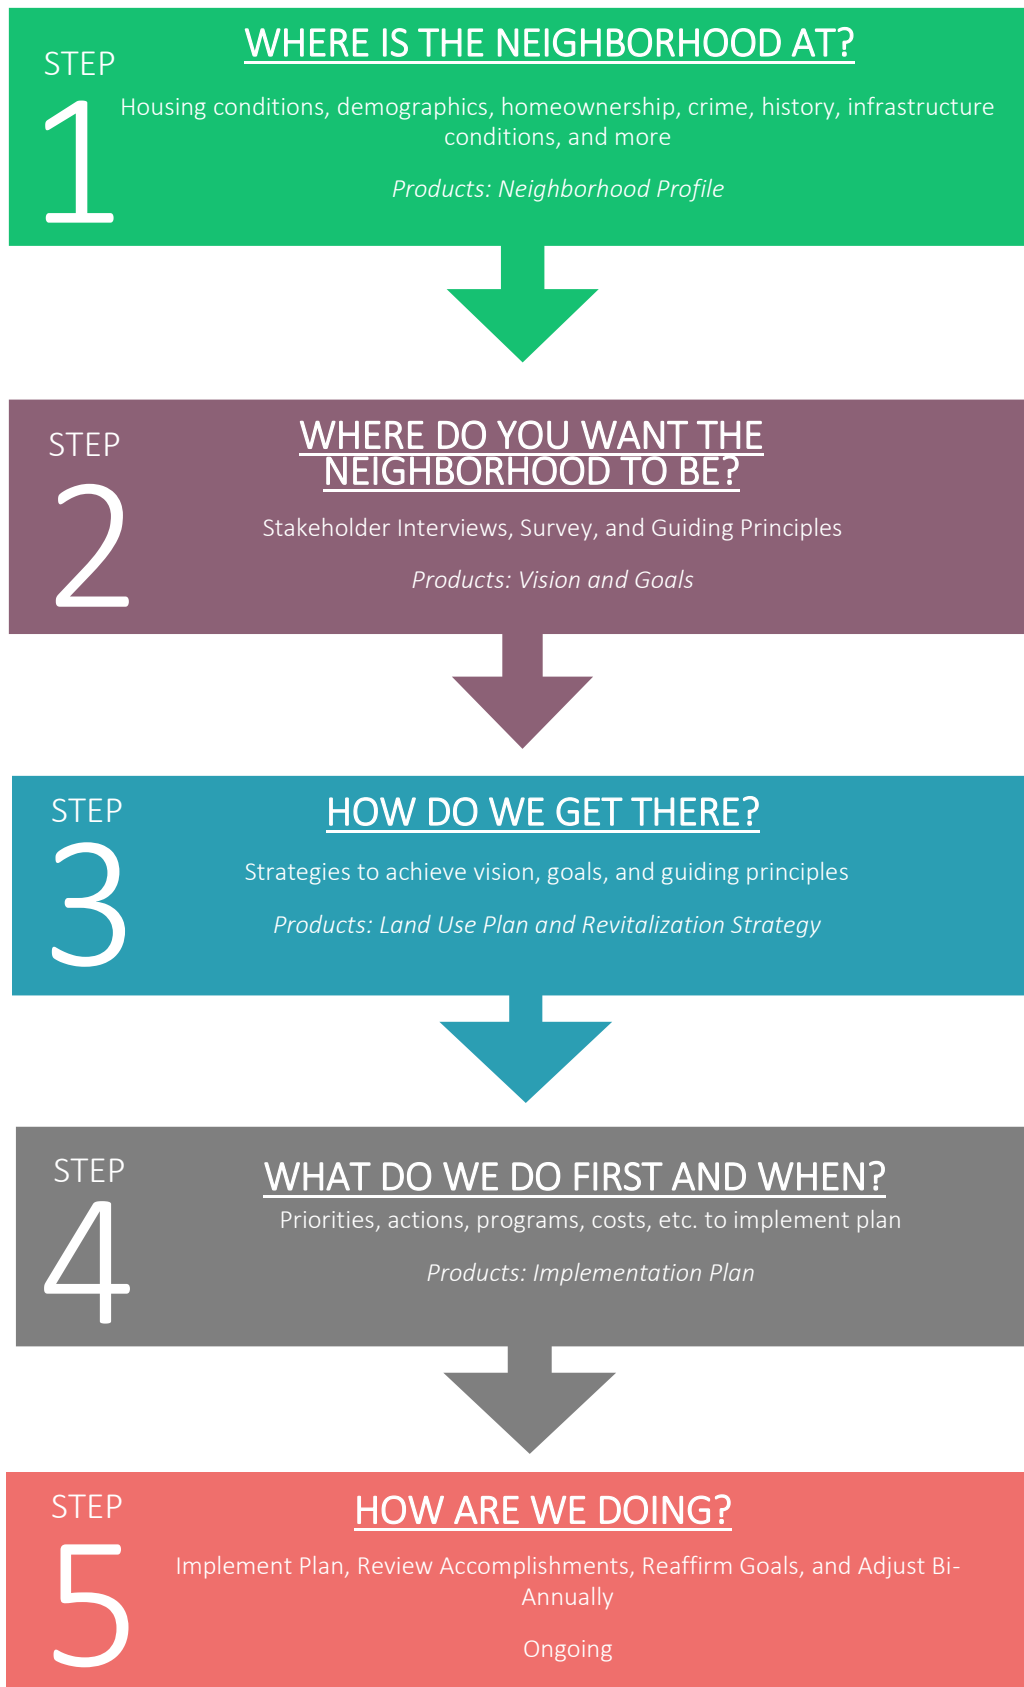 STEP
1
WHERE IS THE NEIGHBORHOOD AT?
Housing conditions, demographics, homeownership, crime, history, infrastructure
conditions, and more
Products: Neighborhood Profile
STEP
2
WHERE DO YOU WANT THE
NEIGHBORHOOD TO BE?
Stakeholder Interviews, Survey, and Guiding Principles
Products: Vision and Goals
STEP
3
HOW DO WE GET THERE?
Strategies to achieve vision, goals, and guiding principles
Products: Land Use Plan and Revitalization Strategy
STEP
4
WHAT DO WE DO FIRST AND WHEN?
Priorities, actions, programs, costs, etc. to implement plan
Products: Implementation Plan
STEP
5
HOW ARE WE DOING?
Implement Plan, Review Accomplishments, Reaffirm Goals, and Adjust Bi-
Annually
Ongoing